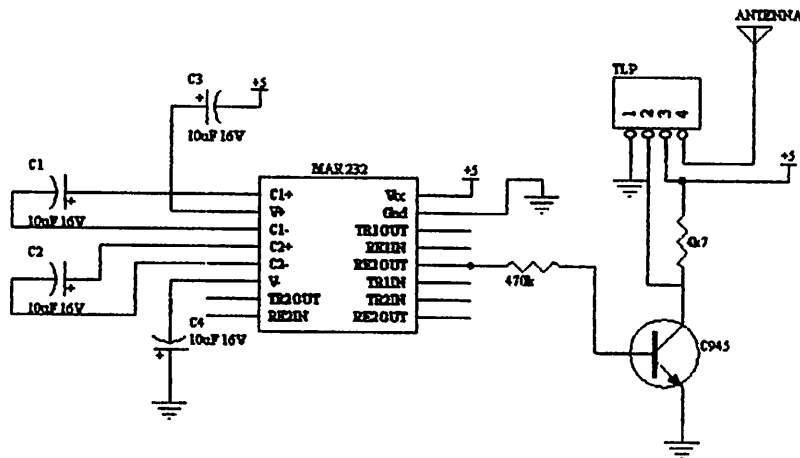 ANTENNA
C3
+5
10uF 16V
TLP
1 2 3 4
+5
C1
10uF 16V
C2
10uF 16V
MAX232
C1+
V+
C1-
C2+
C2-
V-
TR2OUT
RE2IN
Vcc
Gnd
TR1OUT
RE1IN
RE1OUT
TR1IN
TR2IN
RE2OUT
+5
470k
4k7
C4
10uF 16V
C945